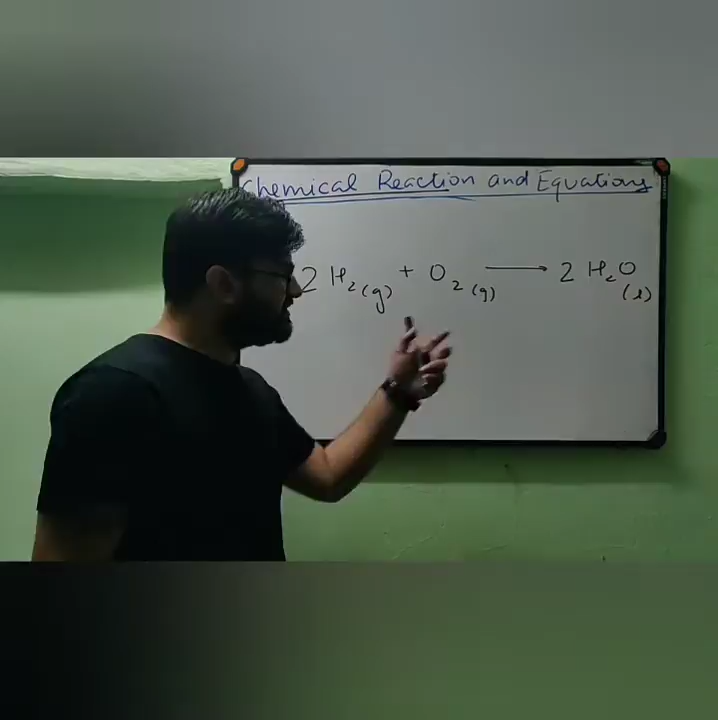 Chemical Reaction and Equations
2 H₂(g) + O₂(g) ⟶ 2 H₂O(l)